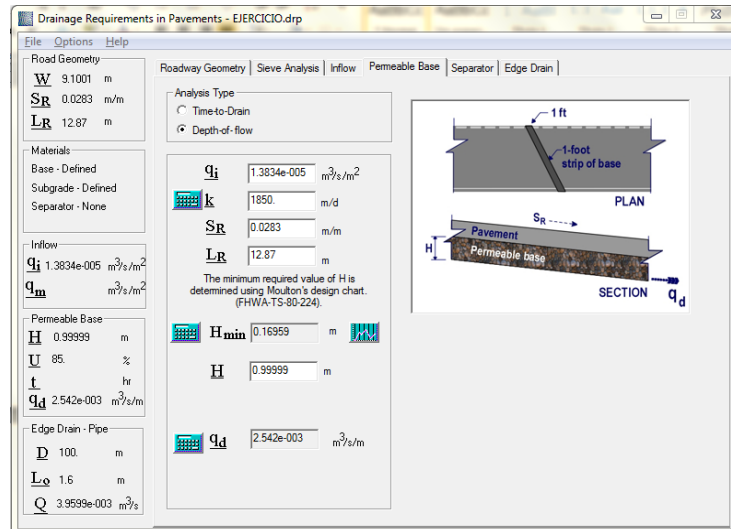 Drainage Requirements in Pavements - EJERCICIO.drp
File Options Help
Road Geometry
W 9.1001 m
SR 0.0283 m/m
LR 12.87 m
Materials
Base - Defined
Subgrade - Defined
Separator - None
Inflow
qi 1.3834e-005 m³/s/m²
qm m³/s/m²
Permeable Base
H 0.99999 m
U 85. %
t hr
qd 2.542e-003 m³/s/m
Edge Drain - Pipe
D 100. m
Lo 1.6 m
Q 3.9599e-003 m³/s
Roadway Geometry Sieve Analysis Inflow Permeable Base Separator Edge Drain
Analysis Type
Time-to-Drain
Depth-of- flow
qi 1.3834e-005 m³/s/m²
k 1850. m/d
SR 0.0283 m/m
LR 12.87 m
The minimum required value of H is
determined using Moulton's design chart.
(FHWA-TS-80-224).
Hmin 0.16959 m
H 0.99999 m
qd 2.542e-003 m³/s/m
1 ft
1-foot
strip of base
PLAN
SR
Pavement
H
Permeable base
SECTION
qd